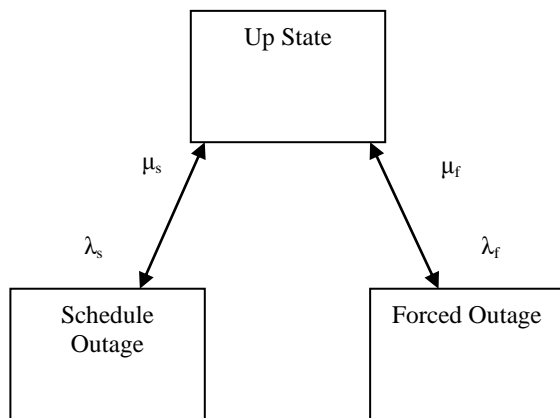 Up State
μs
μf
λs
λf
Schedule
Outage
Forced Outage